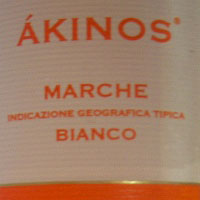 ÁKINOS®
MARCHE
INDICAZIONE GEOGRAFICA TIPICA
BIANCO